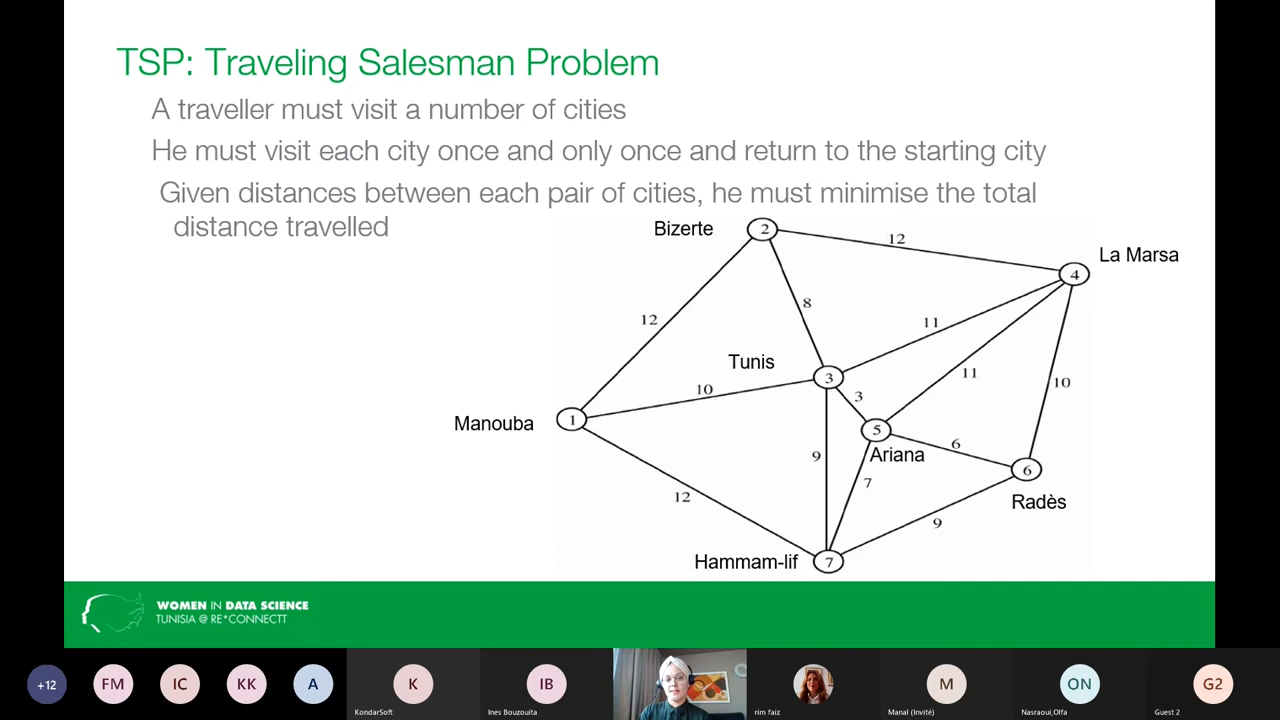 TSP: Traveling Salesman Problem
A traveller must visit a number of cities
He must visit each city once and only once and return to the starting city
Given distances between each pair of cities, he must minimise the total
distance travelled
Bizerte
2
12
La Marsa
4
12
8
11
Tunis
3
10
3
11
10
Manouba
1
5
Ariana
6
6
Radès
9
7
12
9
Hammam-lif
7
WOMEN IN DATA SCIENCE
TUNISIA @ RE*CONNECTT
+12
FM
IC
KK
A
K
KondarSoft
IB
Ines Bouzouita
rim faiz
M
Manal (Invité)
ON
Nasraoui,Olfa
G2
Guest 2